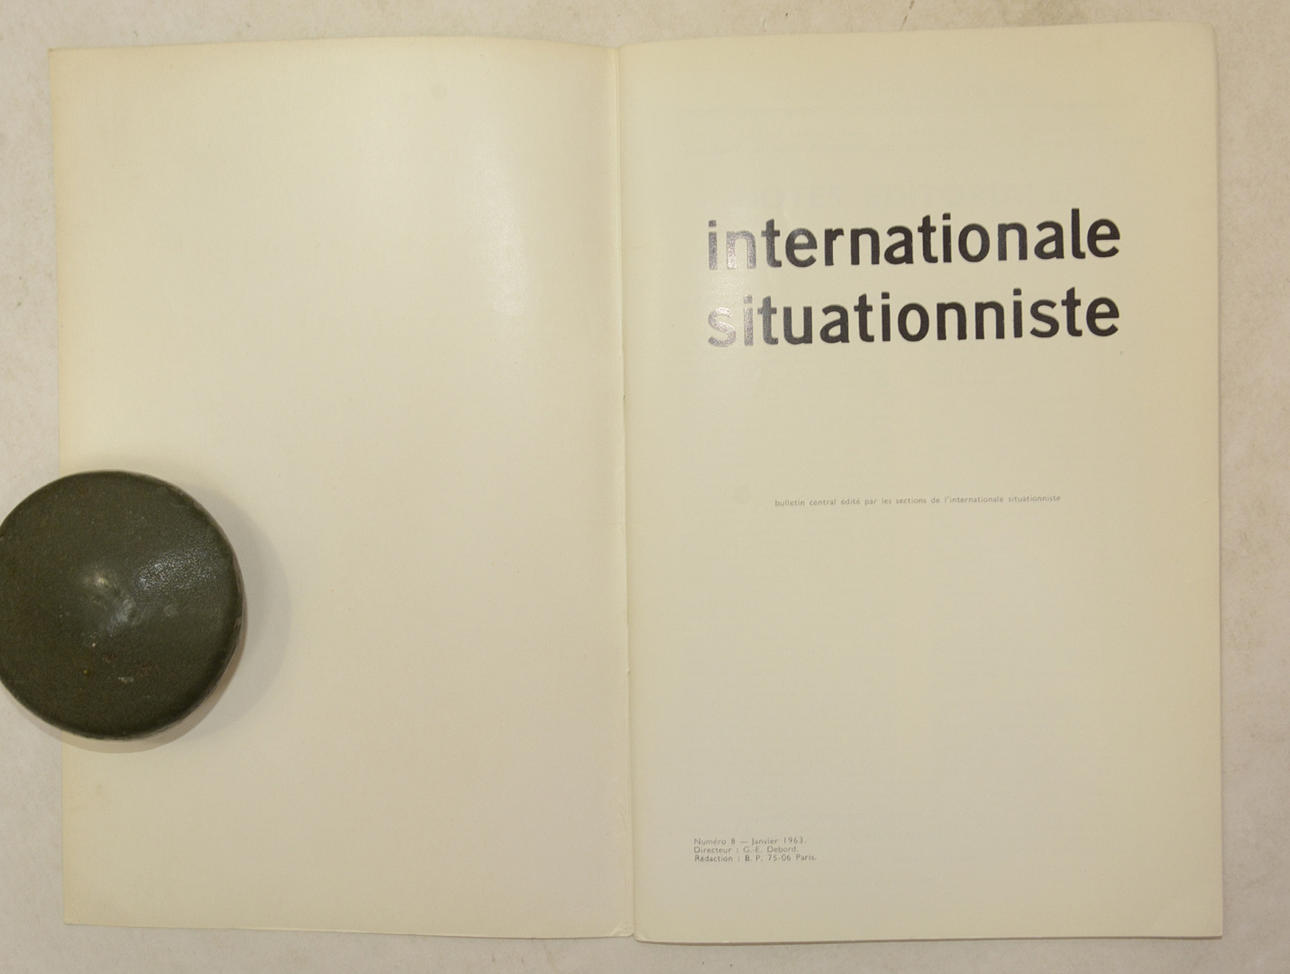 internationale
situationniste
bulletin central édité par les sections de l'internationale situationniste
Numéro 8 — Janvier 1963.
Directeur : G.-E. Debord.
Rédaction : B. P. 75-06 Paris.